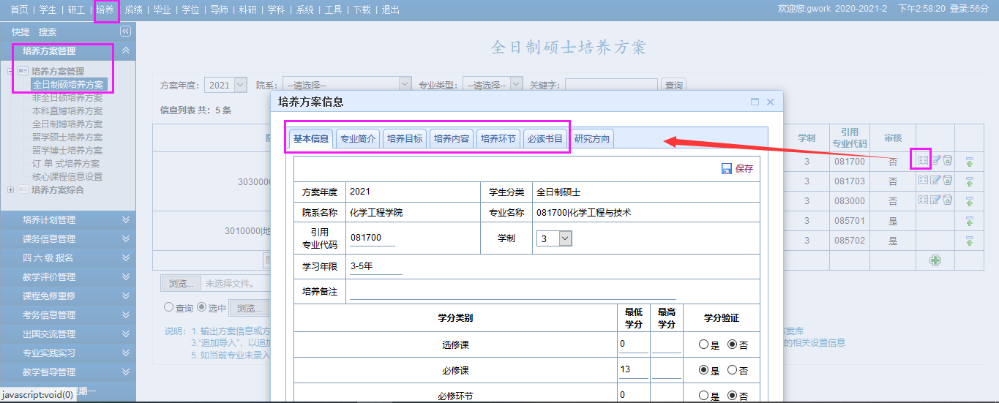 首页 | 学生 | 研工 | 培养 | 成绩 | 毕业 | 学位 | 导师 | 科研 | 学科 | 系统 | 工具 | 下载 | 退出
欢迎您:gwork 2020-2021-2 下午2:58:20 登录:56分
快捷 搜索
培养方案管理
培养方案管理
全日制硕培养方案
非全日硕培养方案
本科直博培养方案
全日制博培养方案
留学硕士培养方案
留学博士培养方案
订 单 式培养方案
核心课程信息设置
培养方案综合
培养计划管理
课务信息管理
四 六 级 报名
教学评价管理
课程免修重修
考务信息管理
出国交流管理
专业实践实习
教学督导管理
期一
javascript:void(0)
全日制硕士培养方案
方案年度: 2021 院系: --请选择-- 专业类型: --请选择-- 关键字: 查询
信息列表 共: 5 条
学制 引用专业代码 审核
3030000
3 081700 否
3 081703 否
3 083000 否
3010000|地
3 085701 是
3 085702 是
浏览... 未选择文件。
查询 选中 浏览...
说明: 1. 输出方案信息或方
方案库
3."追加导入", 以追加
的相关设置信息
5. 如当前专业未录入
培养方案信息
基本信息 专业简介 培养目标 培养内容 培养环节 必读书目 研究方向
保存
方案年度 2021 学生分类 全日制硕士
院系名称 化学工程学院 专业名称 081700|化学工程与技术
引用
专业代码 081700 学制 3
学习年限 3-5年
培养备注
学分类别 最低学分 最高学分 学分验证
选修课 0 是 否
必修课 13 是 否
必修环节 0 是 否